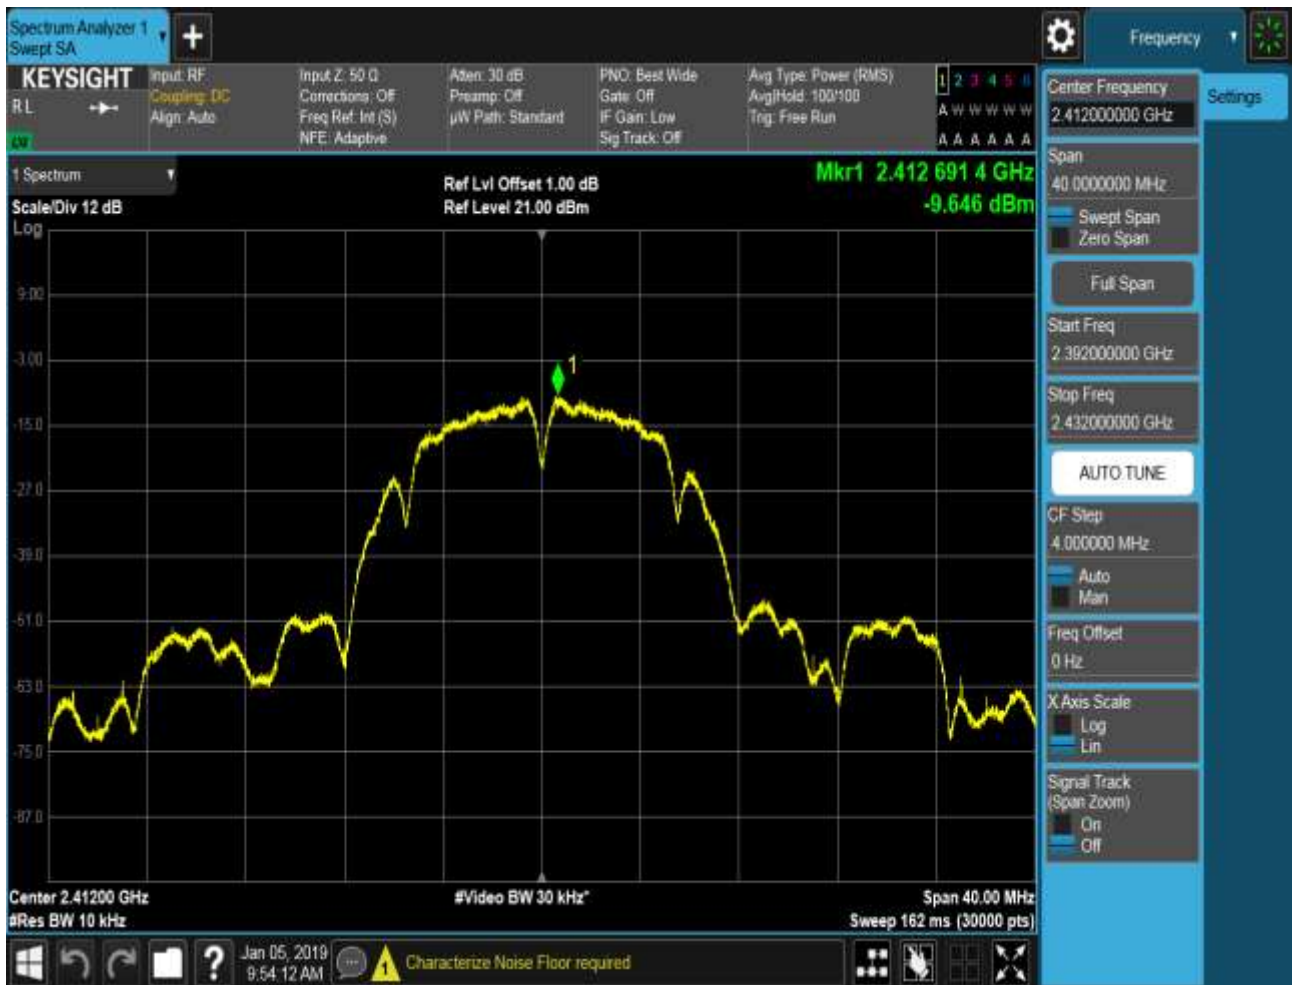 Spectrum Analyzer 1
Swept SA
+
Frequency
KEYSIGHT
R L
Input: RF
Coupling: DC
Align: Auto
Input Z: 50 Ω
Corrections: Off
Freq Ref: Int (S)
NFE: Adaptive
Atten: 30 dB
Preamp: Off
µW Path: Standard
PNO: Best Wide
Gate: Off
IF Gain: Low
Sig Track: Off
Avg Type: Power (RMS)
Avg|Hold: 100/100
Trig: Free Run
1 2 3 4 5 6
A W W W W W
A A A A A A
1 Spectrum
Scale/Div 12 dB
Log
Ref Lvl Offset 1.00 dB
Ref Level 21.00 dBm
Mkr1 2.412 691 4 GHz
-9.646 dBm
9.00
-3.00
-15.0
-27.0
-39.0
-51.0
-63.0
-75.0
-87.0
1
Center 2.41200 GHz
#Res BW 10 kHz
#Video BW 30 kHz*
Span 40.00 MHz
Sweep 162 ms (30000 pts)
Center Frequency
2.412000000 GHz
Settings
Span
40.0000000 MHz
Swept Span
Zero Span
Full Span
Start Freq
2.392000000 GHz
Stop Freq
2.432000000 GHz
AUTO TUNE
CF Step
4.000000 MHz
Auto
Man
Freq Offset
0 Hz
X Axis Scale
Log
Lin
Signal Track
(Span Zoom)
On
Off
?
Jan 05, 2019
9:54:12 AM
1
Characterize Noise Floor required